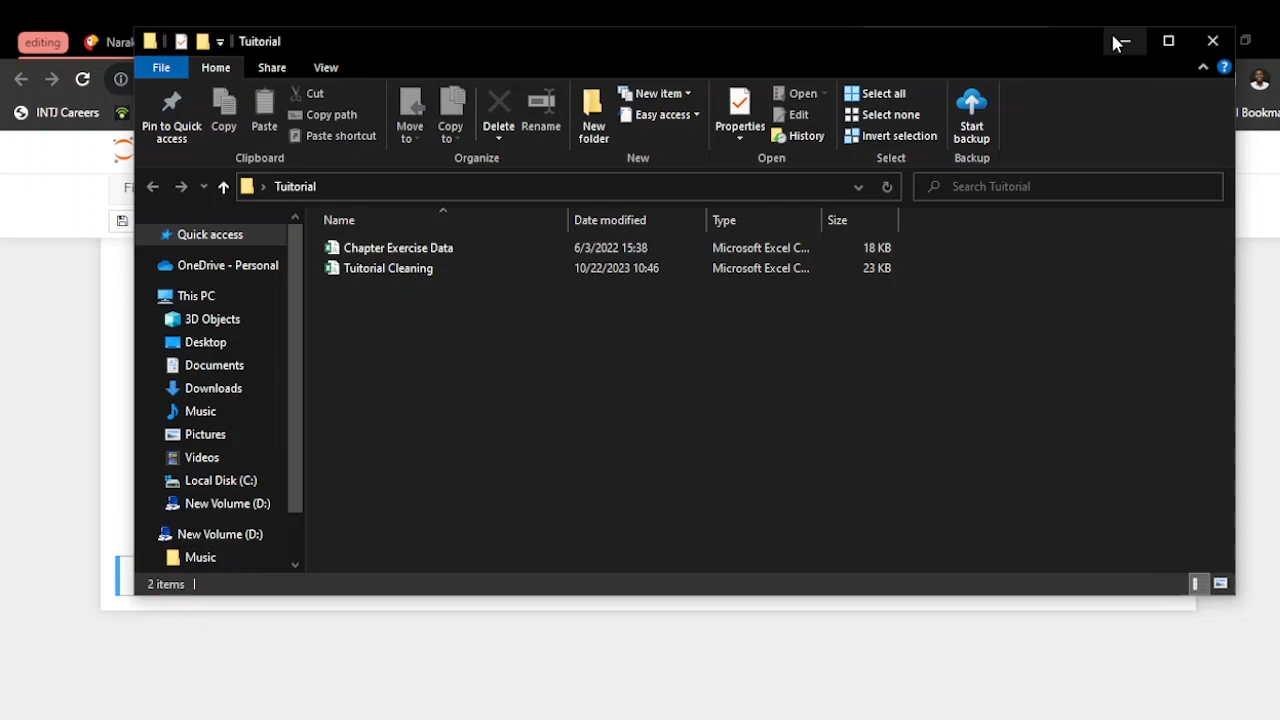 editing
Narak
Tuitorial
File
Home
Share
View
INTJ Careers
l Bookma
Pin to Quick
access
Copy
Paste
Cut
Copy path
Paste shortcut
Clipboard
Move
to
Copy
to
Delete
Rename
Organize
New
folder
New item
Easy access
New
Properties
Open
Edit
History
Open
Select all
Select none
Invert selection
Select
Start
backup
Backup
Tuitorial
Search Tuitorial
Fi
Name
Date modified
Type
Size
Chapter Exercise Data 6/3/2022 15:38 Microsoft Excel C... 18 KB
Tuitorial Cleaning 10/22/2023 10:46 Microsoft Excel C... 23 KB
Quick access
OneDrive - Personal
This PC
3D Objects
Desktop
Documents
Downloads
Music
Pictures
Videos
Local Disk (C:)
New Volume (D:)
New Volume (D:)
Music
2 items